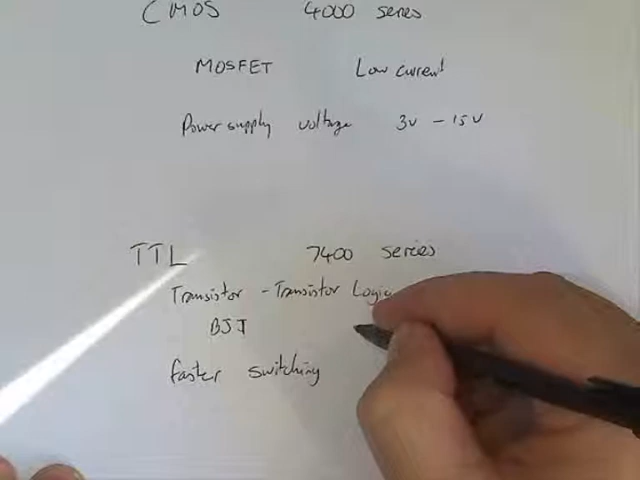 CMOS 4000 series
MOSFET Low current
Power supply voltage 3v - 15V
TTL 7400 series
Transistor - Transistor Logic
BJT
faster switching